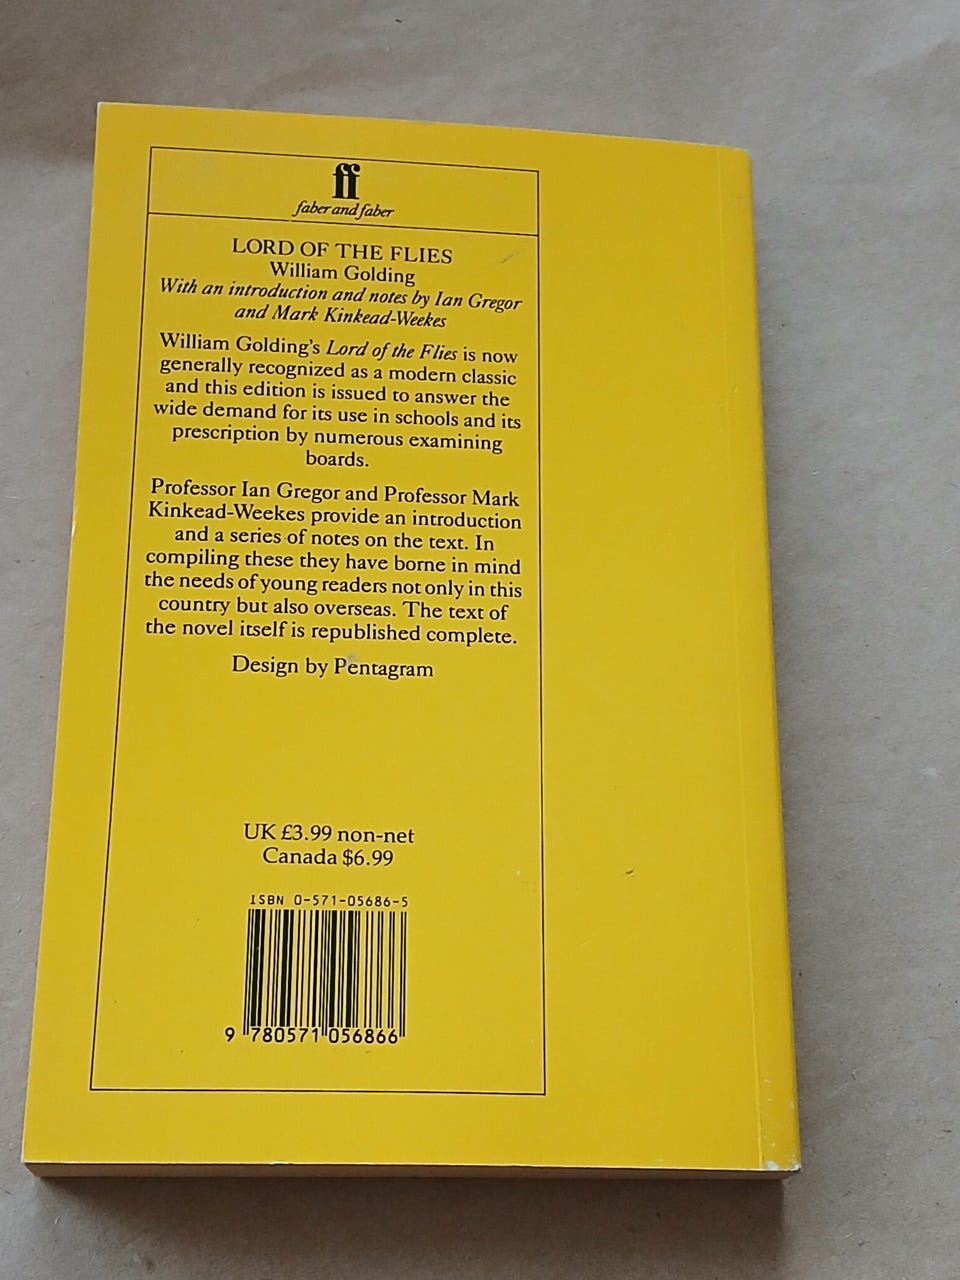 ff
faber and faber
LORD OF THE FLIES
William Golding
With an introduction and notes by Ian Gregor
and Mark Kinkead-Weekes
William Golding's Lord of the Flies is now
generally recognized as a modern classic
and this edition is issued to answer the
wide demand for its use in schools and its
prescription by numerous examining
boards.
Professor Ian Gregor and Professor Mark
Kinkead-Weekes provide an introduction
and a series of notes on the text. In
compiling these they have borne in mind
the needs of young readers not only in this
country but also overseas. The text of
the novel itself is republished complete.
Design by Pentagram
UK £3.99 non-net
Canada $6.99
ISBN 0-571-05686-5
9 780571 056866